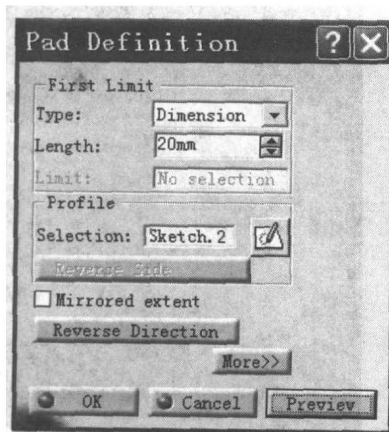 Pad Definition ? X
First Limit
Type: Dimension
Length: 20mm
Limit: No selection
Profile
Selection: Sketch.2
Reverse Side
Mirrored extent
Reverse Direction
More>>
OK Cancel Preview